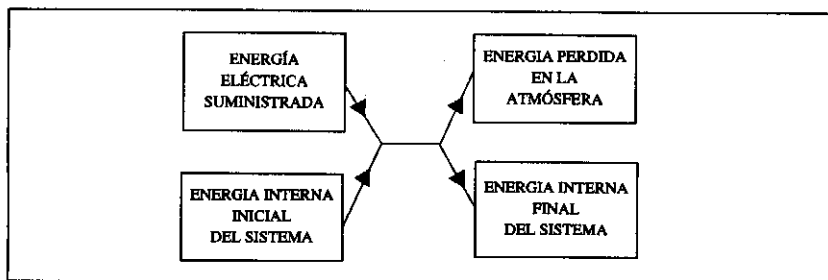 ENERGÍA
ELÉCTRICA
SUMINISTRADA
ENERGIA PERDIDA
EN LA
ATMÓSFERA
ENERGIA INTERNA
INICIAL
DEL SISTEMA
ENERGIA INTERNA
FINAL
DEL SISTEMA